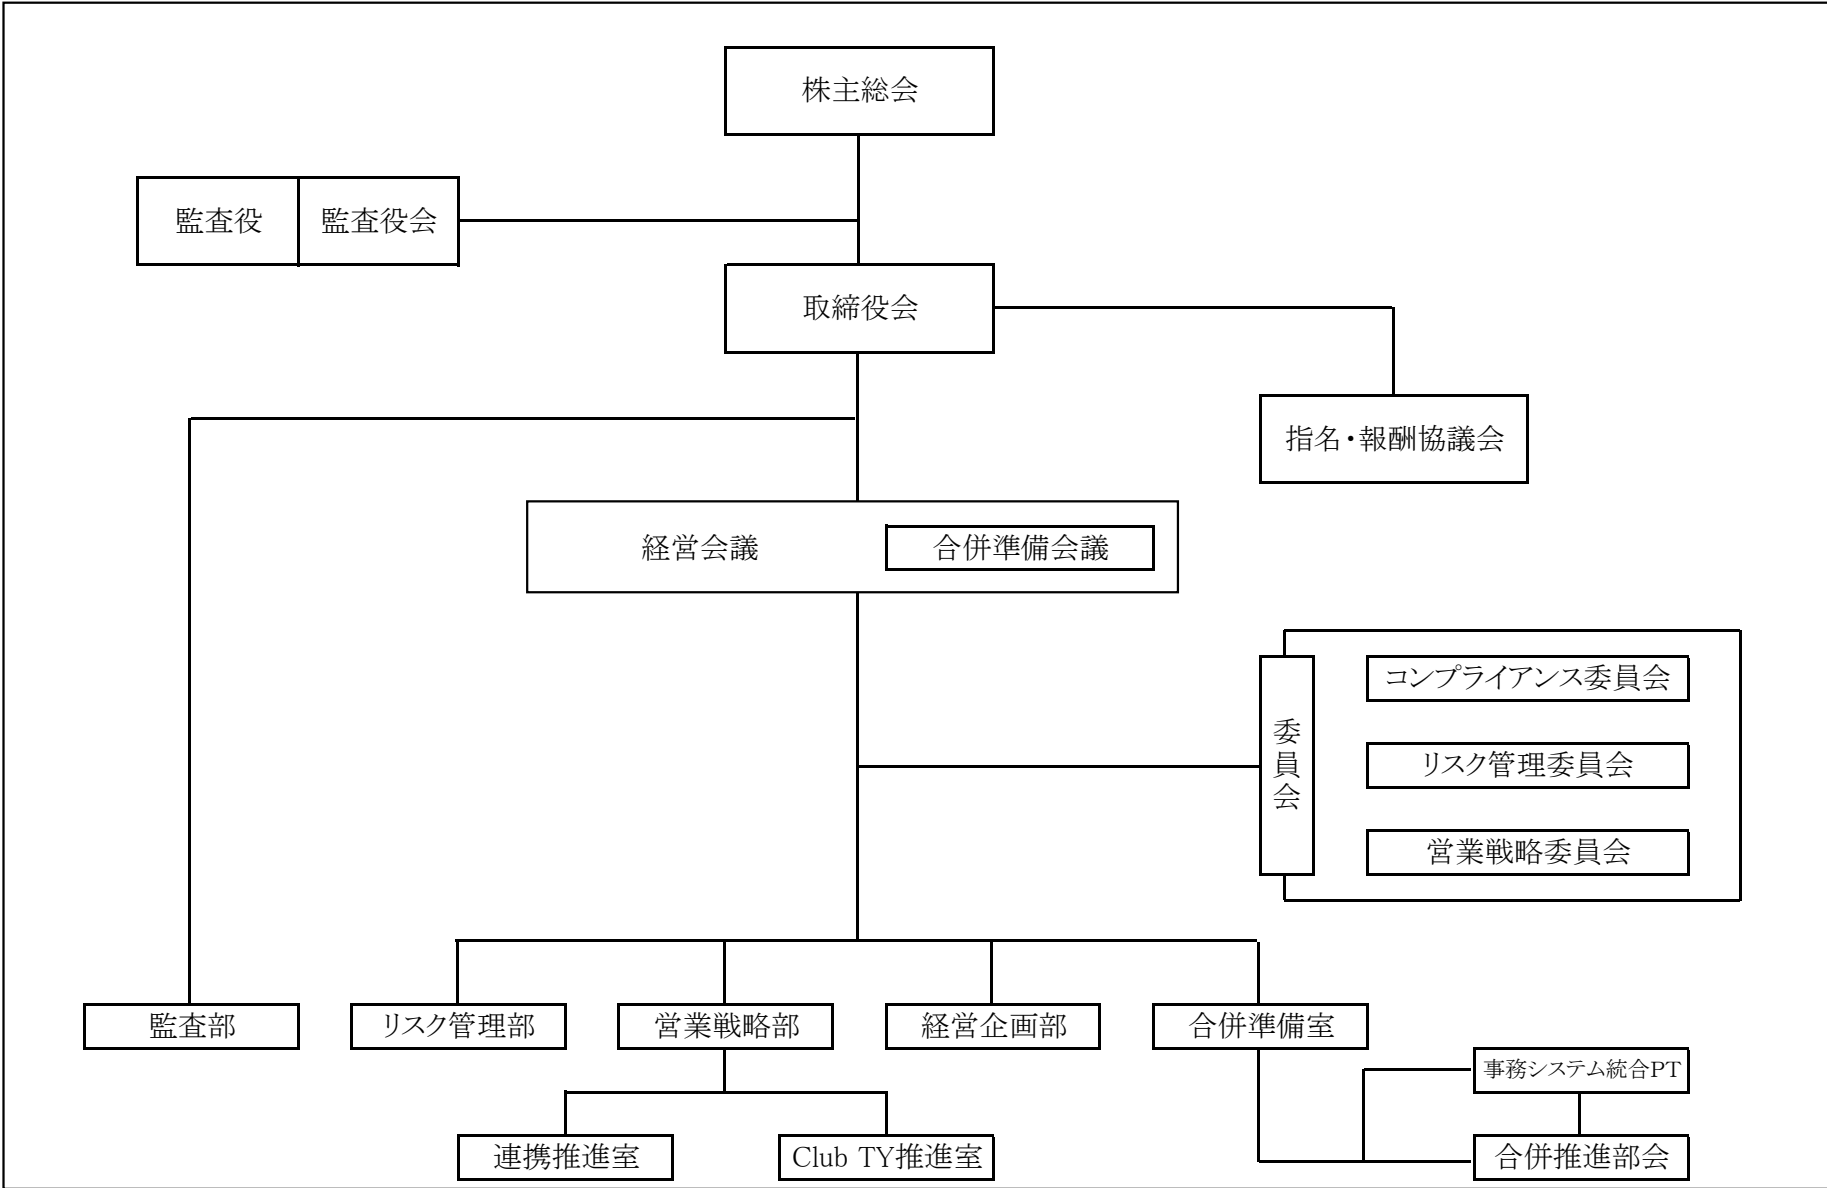 株主総会
監査役
監査役会
取締役会
指名・報酬協議会
経営会議
合併準備会議
委員会
コンプライアンス委員会
リスク管理委員会
営業戦略委員会
監査部
リスク管理部
営業戦略部
経営企画部
合併準備室
事務システム統合PT
連携推進室
Club TY推進室
合併推進部会